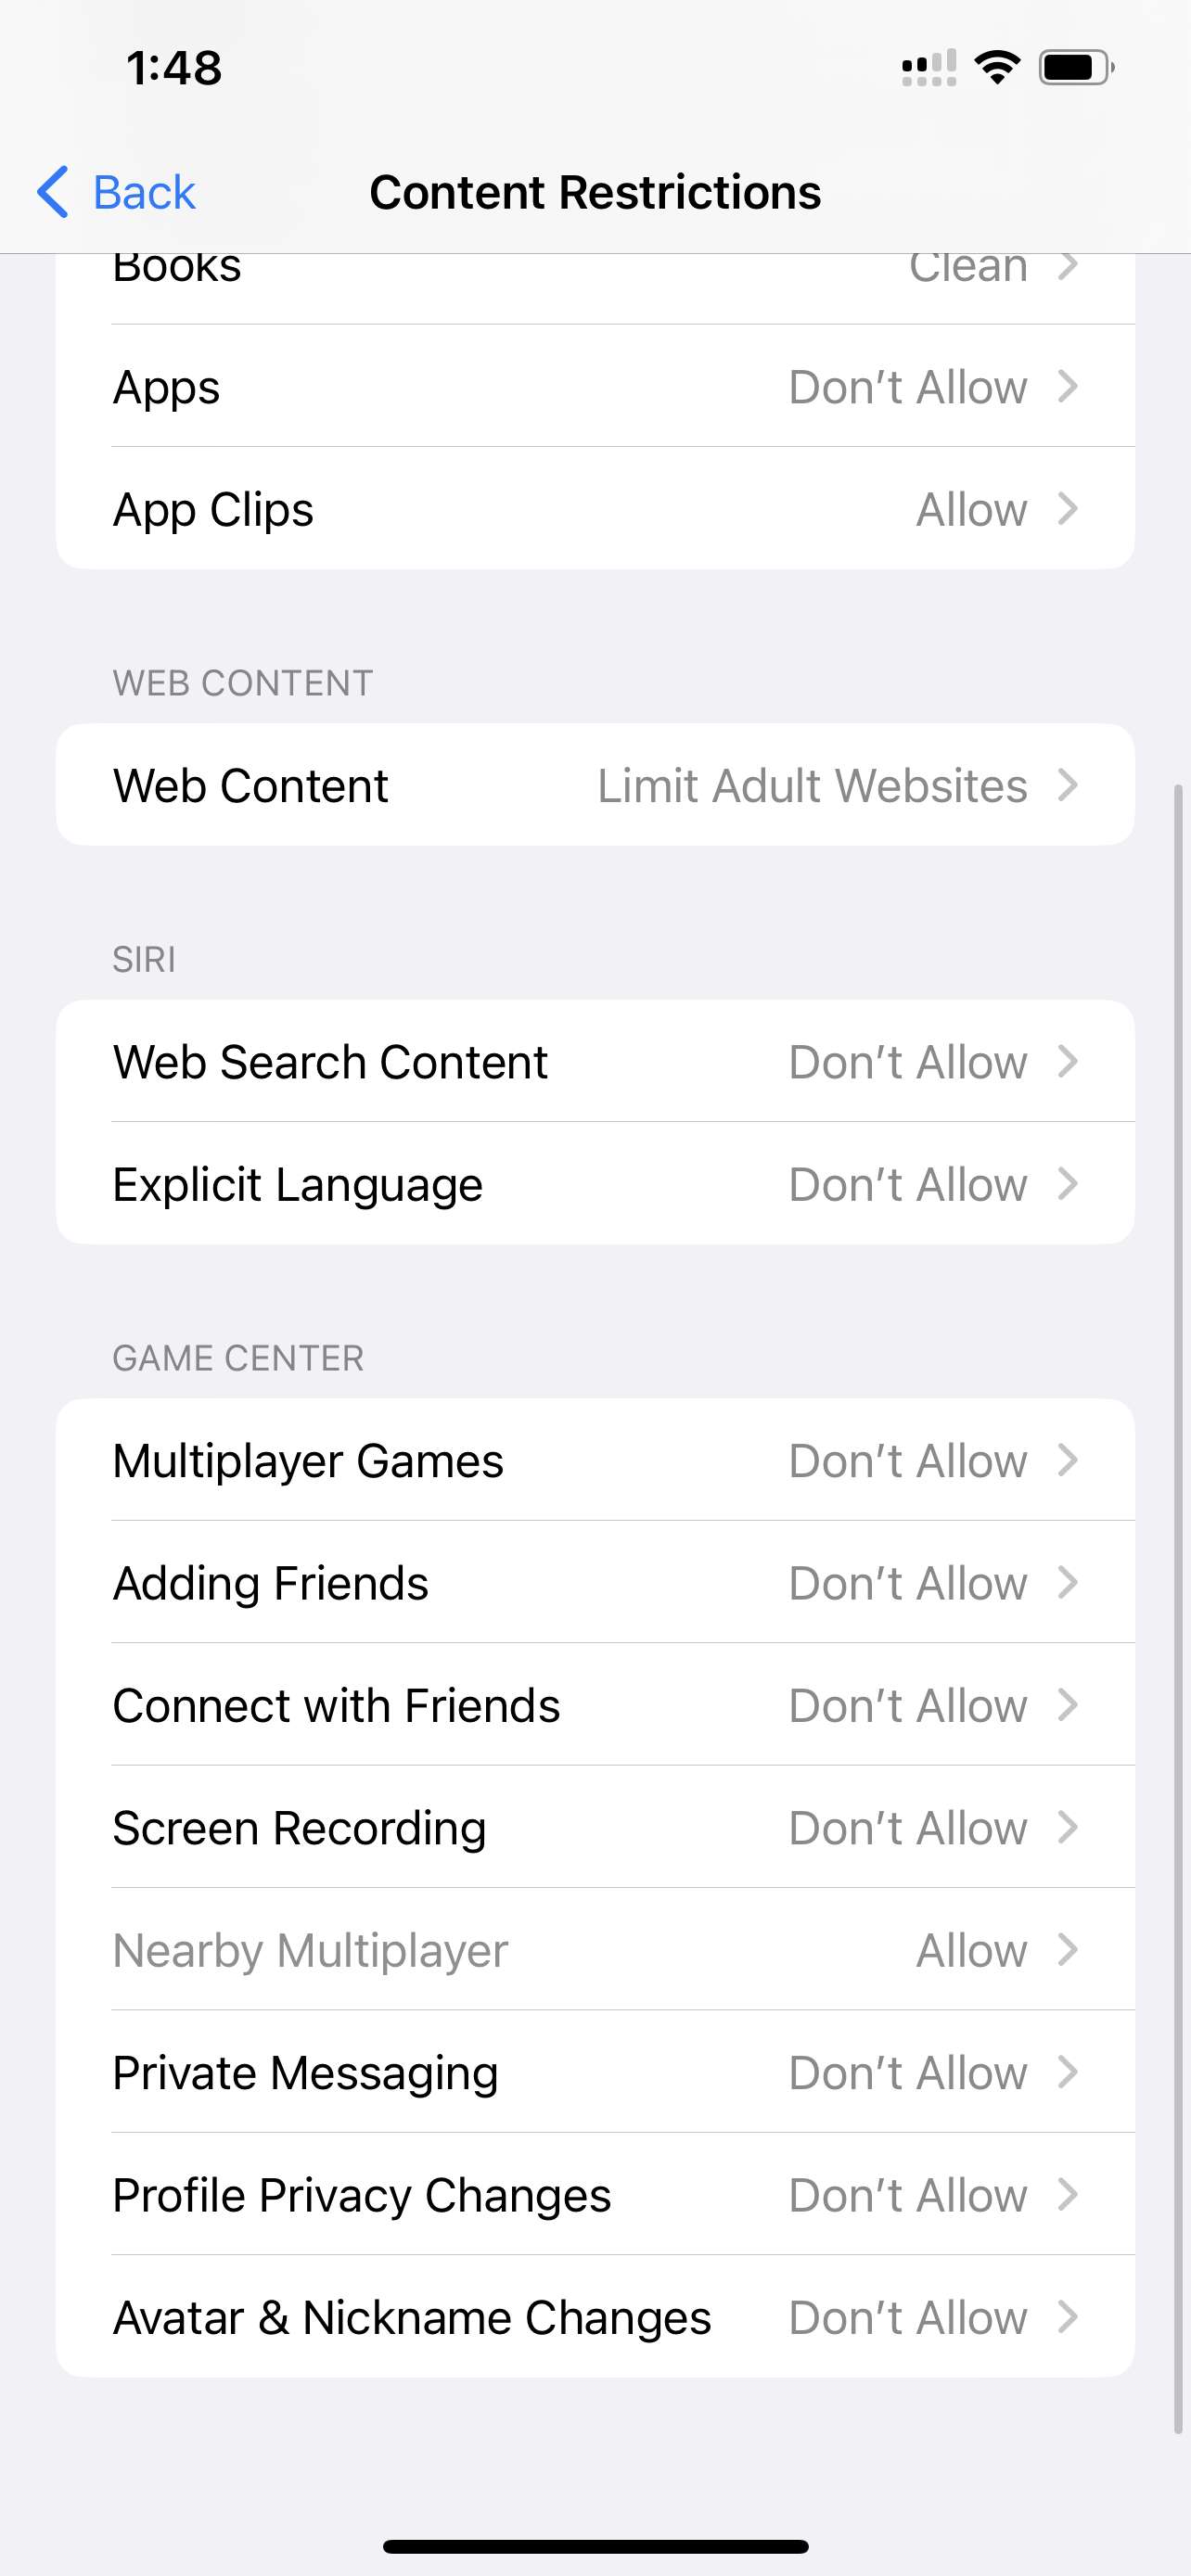 1:48
Back Content Restrictions
Books Clean
Apps Don’t Allow
App Clips Allow
WEB CONTENT
Web Content Limit Adult Websites
SIRI
Web Search Content Don’t Allow
Explicit Language Don’t Allow
GAME CENTER
Multiplayer Games Don’t Allow
Adding Friends Don’t Allow
Connect with Friends Don’t Allow
Screen Recording Don’t Allow
Nearby Multiplayer Allow
Private Messaging Don’t Allow
Profile Privacy Changes Don’t Allow
Avatar & Nickname Changes Don’t Allow